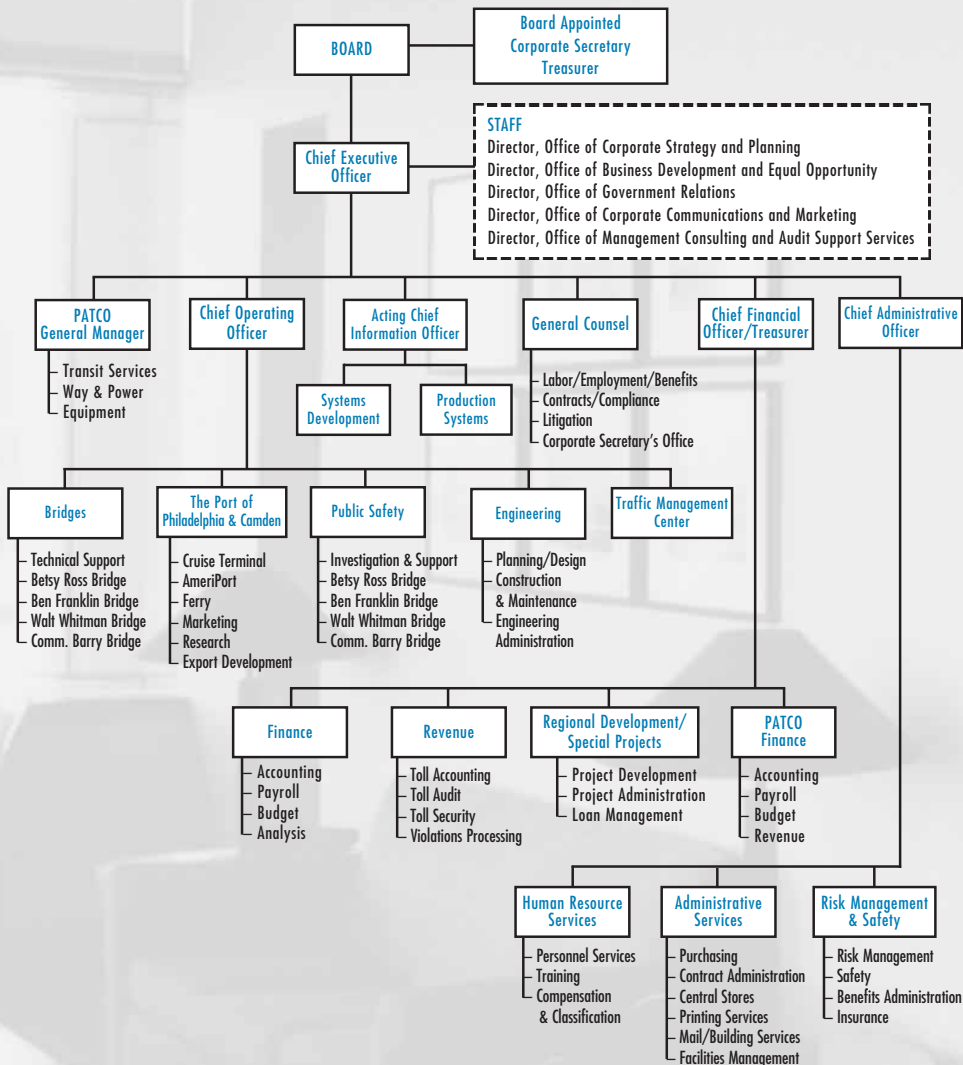 BOARD
Board Appointed
Corporate Secretary
Treasurer
Chief Executive
Officer
STAFF
Director, Office of Corporate Strategy and Planning
Director, Office of Business Development and Equal Opportunity
Director, Office of Government Relations
Director, Office of Corporate Communications and Marketing
Director, Office of Management Consulting and Audit Support Services
PATCO
General Manager
Transit Services
Way & Power
Equipment
Chief Operating
Officer
Acting Chief
Information Officer
Systems
Development
Production
Systems
General Counsel
Labor/Employment/Benefits
Contracts/Compliance
Litigation
Corporate Secretary's Office
Chief Financial
Officer/Treasurer
Chief Administrative
Officer
Bridges
Technical Support
Betsy Ross Bridge
Ben Franklin Bridge
Walt Whitman Bridge
Comm. Barry Bridge
The Port of
Philadelphia & Camden
Cruise Terminal
AmeriPort
Ferry
Marketing
Research
Export Development
Public Safety
Investigation & Support
Betsy Ross Bridge
Ben Franklin Bridge
Walt Whitman Bridge
Comm. Barry Bridge
Engineering
Planning/Design
Construction
& Maintenance
Engineering
Administration
Traffic Management
Center
Finance
Accounting
Payroll
Budget
Analysis
Revenue
Toll Accounting
Toll Audit
Toll Security
Violations Processing
Regional Development/
Special Projects
Project Development
Project Administration
Loan Management
PATCO
Finance
Accounting
Payroll
Budget
Revenue
Human Resource
Services
Personnel Services
Training
Compensation
& Classification
Administrative
Services
Purchasing
Contract Administration
Central Stores
Printing Services
Mail/Building Services
Facilities Management
Risk Management
& Safety
Risk Management
Safety
Benefits Administration
Insurance